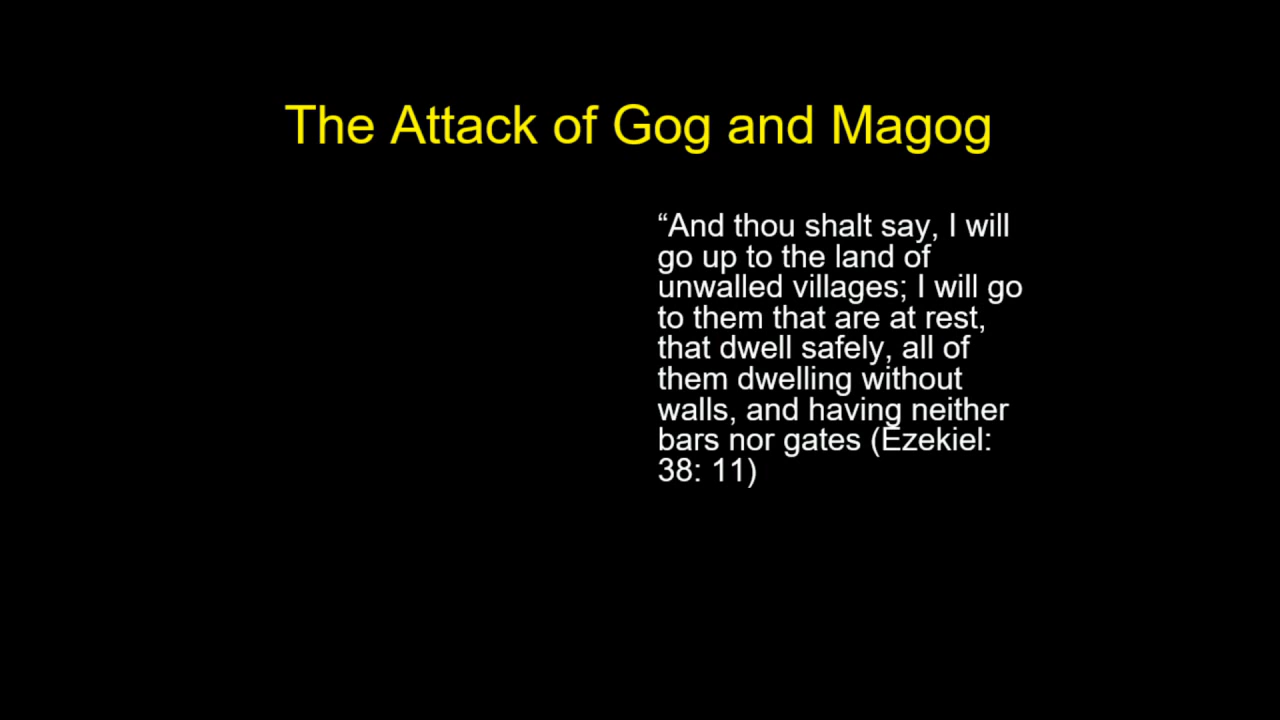 The Attack of Gog and Magog
“And thou shalt say, I will
go up to the land of
unwalled villages; I will go
to them that are at rest,
that dwell safely, all of
them dwelling without
walls, and having neither
bars nor gates (Ezekiel:
38: 11)